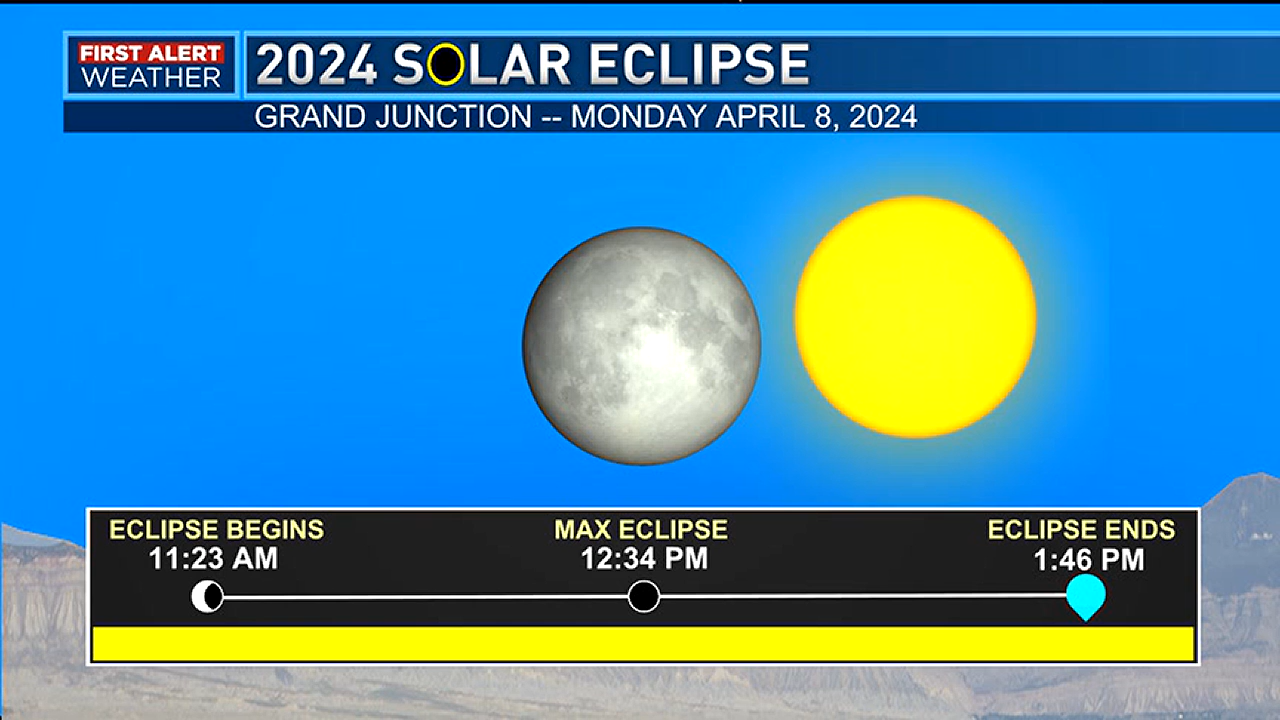 FIRST ALERT
WEATHER
2024 SOLAR ECLIPSE
GRAND JUNCTION -- MONDAY APRIL 8, 2024
ECLIPSE BEGINS
11:23 AM
MAX ECLIPSE
12:34 PM
ECLIPSE ENDS
1:46 PM